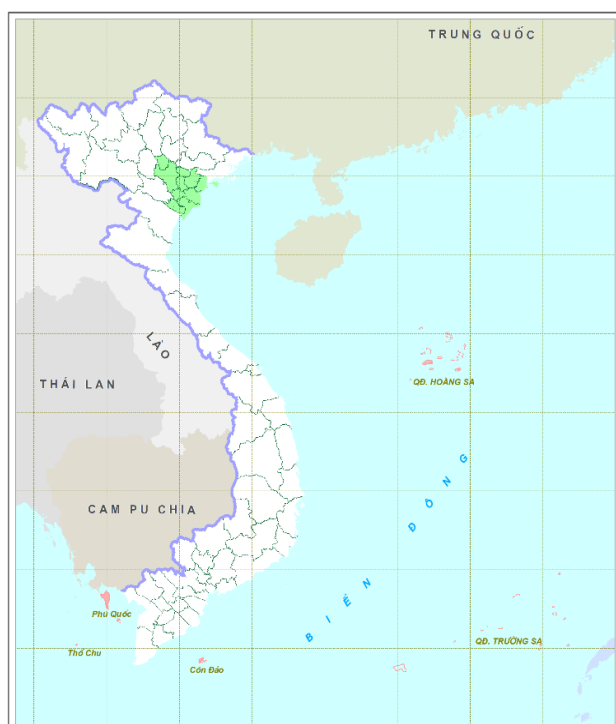 TRUNG QUỐC
LÀO
QĐ. HOÀNG SA
THÁI LAN
BIỂN ĐÔNG
CAM PU CHIA
Phú Quốc
QĐ. TRƯỜNG SA
Thổ Chu
Côn Đảo